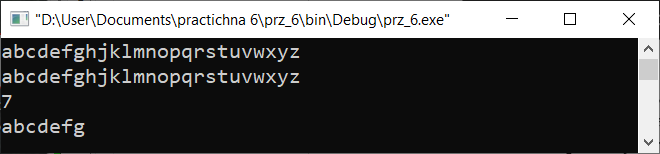 "D:\User\Documents\practichna 6\prz_6\bin\Debug\prz_6.exe"
abcdefghjklmnopqrstuvwxyz
abcdefghjklmnopqrstuvwxyz
7
abcdefg